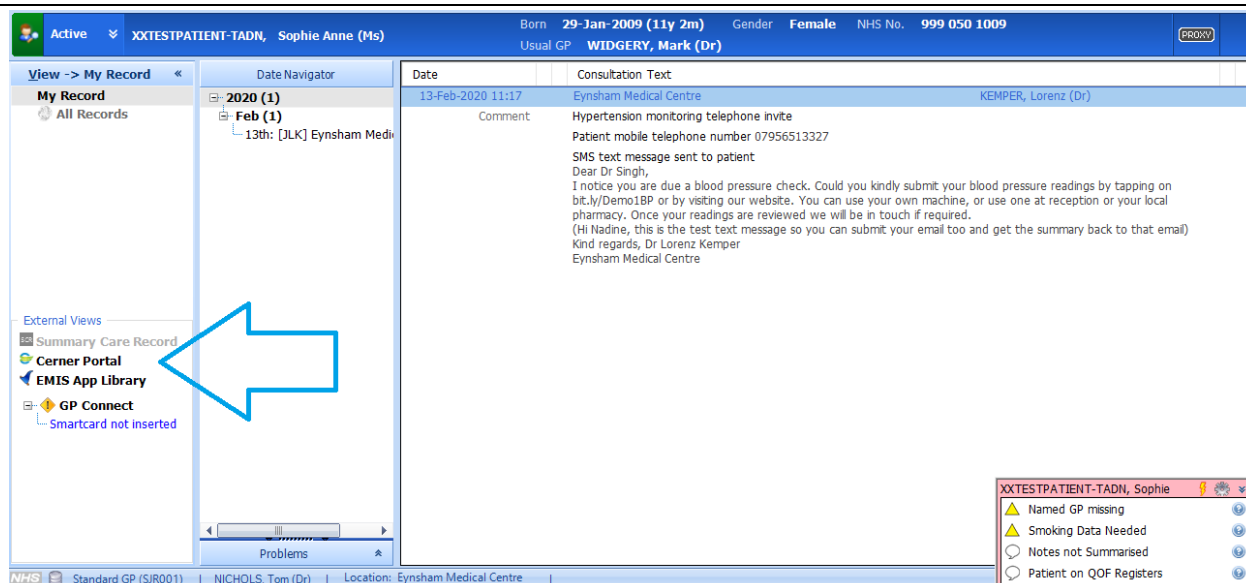 Active XXTESTPATIENT-TADN, Sophie Anne (Ms) Born 29-Jan-2009 (11y 2m) Gender Female NHS No. 999 050 1009
Usual GP WIDGERY, Mark (Dr)
PROXY
View -> My Record «
My Record
All Records
Date Navigator
2020 (1)
Feb (1)
13th: [JLK] Eynsham Medi
Date Consultation Text
13-Feb-2020 11:17 Eynsham Medical Centre KEMPER, Lorenz (Dr)
Comment Hypertension monitoring telephone invite
Patient mobile telephone number 07956513327
SMS text message sent to patient
Dear Dr Singh,
I notice you are due a blood pressure check. Could you kindly submit your blood pressure readings by tapping on
bit.ly/Demo1BP or by visiting our website. You can use your own machine, or use one at reception or your local
pharmacy. Once your readings are reviewed we will be in touch if required.
(Hi Nadine, this is the test text message so you can submit your email too and get the summary back to that email)
Kind regards, Dr Lorenz Kemper
Eynsham Medical Centre
External Views
SCR Summary Care Record
Cerner Portal
EMIS App Library
GP Connect
Smartcard not inserted
Problems
XXTESTPATIENT-TADN, Sophie
Named GP missing
Smoking Data Needed
Notes not Summarised
Patient on QOF Registers
NHS Standard GP (SJR001) | NICHOLS, Tom (Dr) | Location: Eynsham Medical Centre |